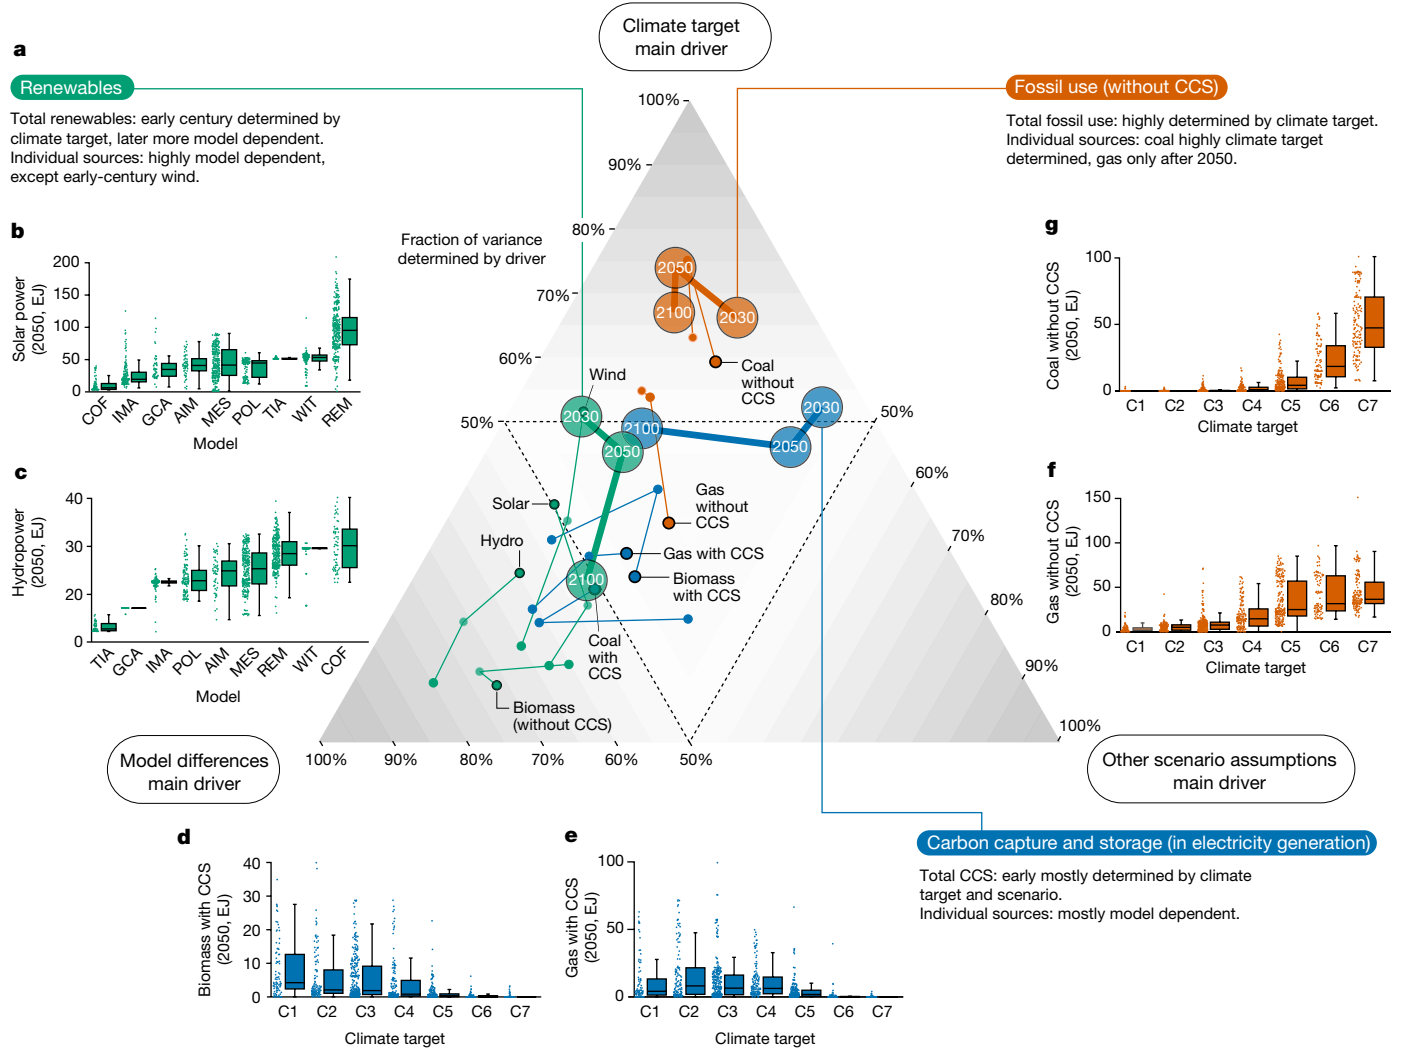 Climate target
main driver
a
Renewables
Total renewables: early century determined by
climate target, later more model dependent.
Individual sources: highly model dependent,
except early-century wind.
Fossil use (without CCS)
Total fossil use: highly determined by climate target.
Individual sources: coal highly climate target
determined, gas only after 2050.
Fraction of variance
determined by driver
100%
90%
80%
70%
60%
50%
50%
60%
70%
80%
90%
100%
100%
90%
80%
70%
60%
50%
2050
2100
2030
Coal
without
CCS
Wind
2030
2100
2050
2030
2050
Solar
Gas
without
CCS
Hydro
Gas with CCS
Biomass
with CCS
2100
Coal
with
CCS
Biomass
(without CCS)
Model differences
main driver
Other scenario assumptions
main driver
Carbon capture and storage (in electricity generation)
Total CCS: early mostly determined by climate
target and scenario.
Individual sources: mostly model dependent.
b
Solar power
(2050, EJ)
200
150
100
50
0
COF
IMA
GCA
AIM
MES
POL
TIA
WIT
REM
Model
c
Hydropower
(2050, EJ)
40
30
20
0
TIA
GCA
IMA
POL
AIM
MES
REM
WIT
COF
Model
d
Biomass with CCS
(2050, EJ)
40
30
20
10
0
C1 C2 C3 C4 C5 C6 C7
Climate target
e
Gas with CCS
(2050, EJ)
100
50
0
C1 C2 C3 C4 C5 C6 C7
Climate target
g
Coal without CCS
(2050, EJ)
100
50
0
C1 C2 C3 C4 C5 C6 C7
Climate target
f
Gas without CCS
(2050, EJ)
150
100
50
0
C1 C2 C3 C4 C5 C6 C7
Climate target